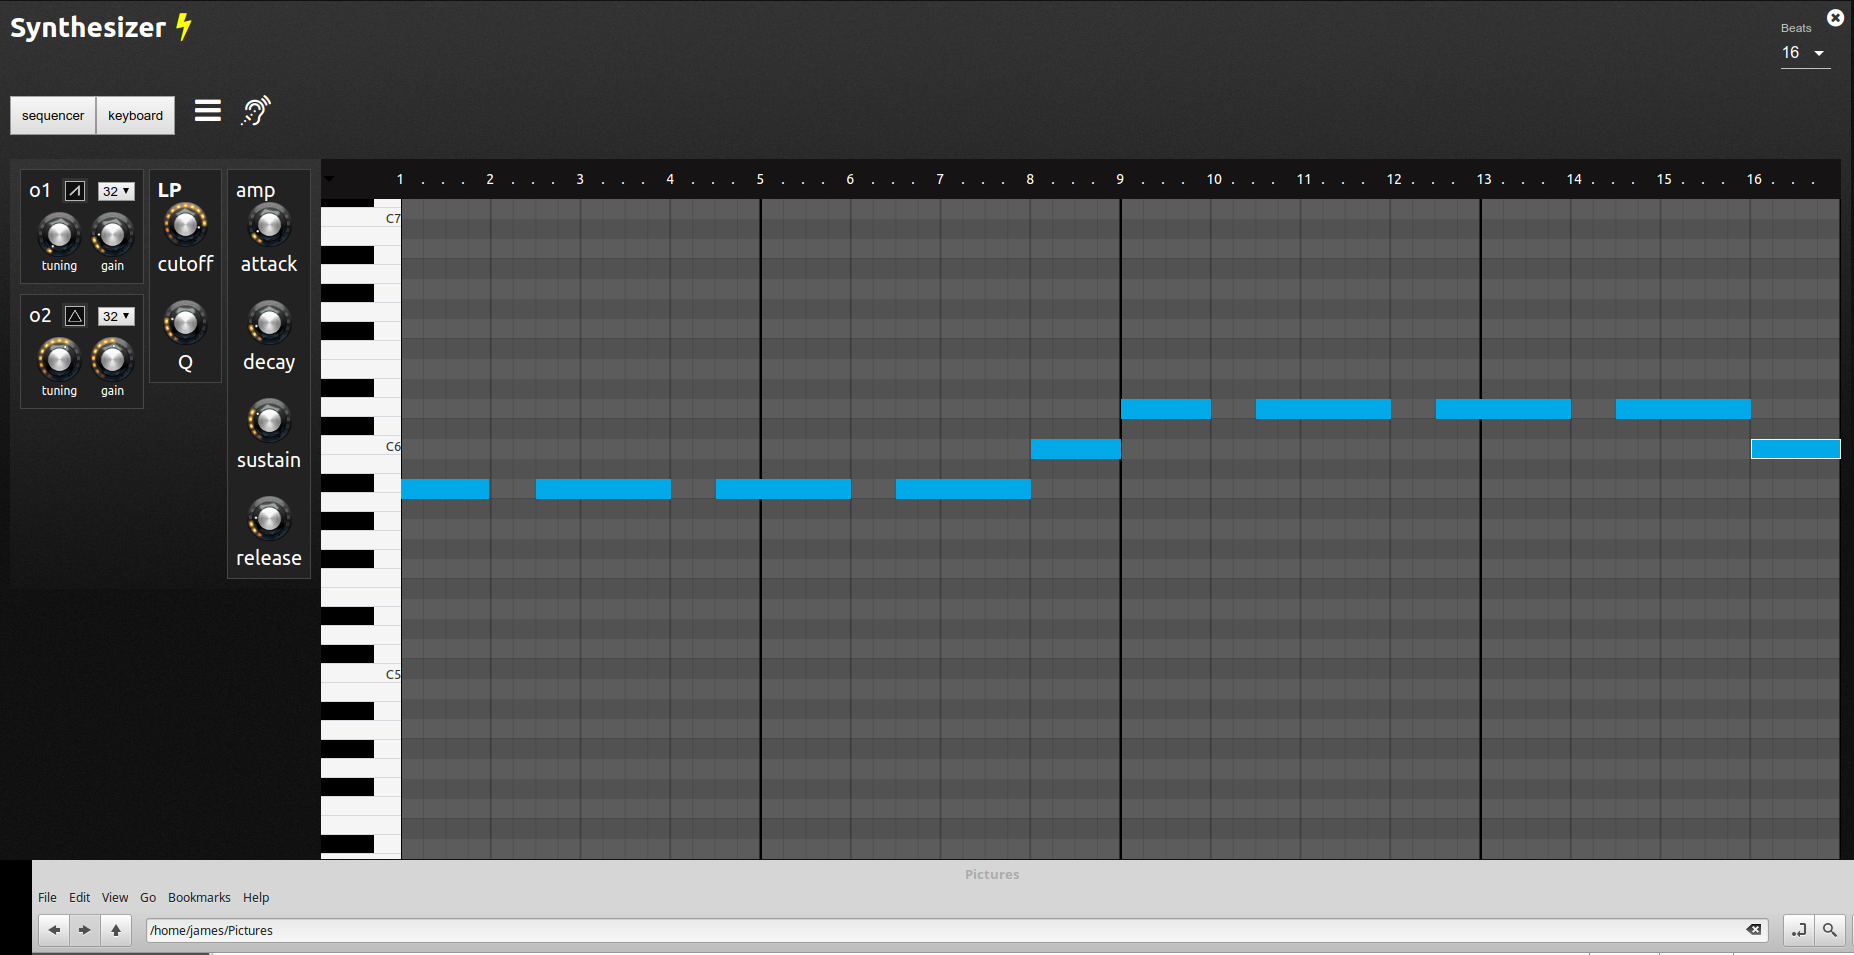 Synthesizer
Beats
16
sequencer keyboard
1 . . . 2 . . . 3 . . . 4 . . . 5 . . . 6 . . . 7 . . . 8 . . . 9 . . . 10 . . . 11 . . . 12 . . . 13 . . . 14 . . . 15 . . . 16 . . .
o1 32
tuning gain
o2 32
tuning gain
LP
cutoff
Q
amp
attack
decay
sustain
release
C7
C6
C5
Pictures
File Edit View Go Bookmarks Help
/home/james/Pictures